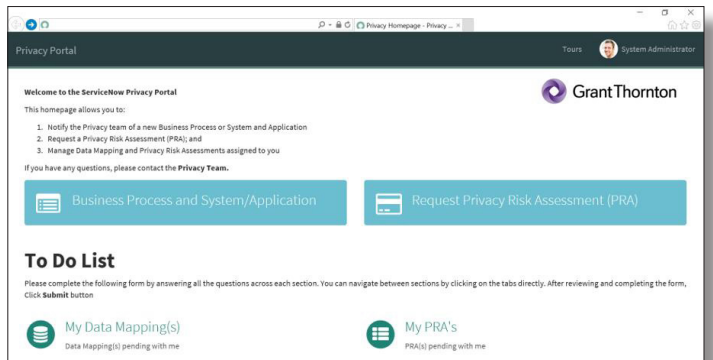 Privacy Homepage - Privacy ...
Privacy Portal
Tours
System Administrator
Welcome to the ServiceNow Privacy Portal
Grant Thornton
This homepage allows you to:
1. Notify the Privacy team of a new Business Process or System and Application
2. Request a Privacy Risk Assessment (PRA); and
3. Manage Data Mapping and Privacy Risk Assessments assigned to you
If you have any questions, please contact the Privacy Team.
Business Process and System/Application
Request Privacy Risk Assessment (PRA)
To Do List
Please complete the following form by answering all the questions across each section. You can navigate between sections by clicking on the tabs directly. After reviewing and completing the form,
Click Submit button
My Data Mapping(s)
Data Mapping(s) pending with me
My PRA's
PRA(s) pending with me